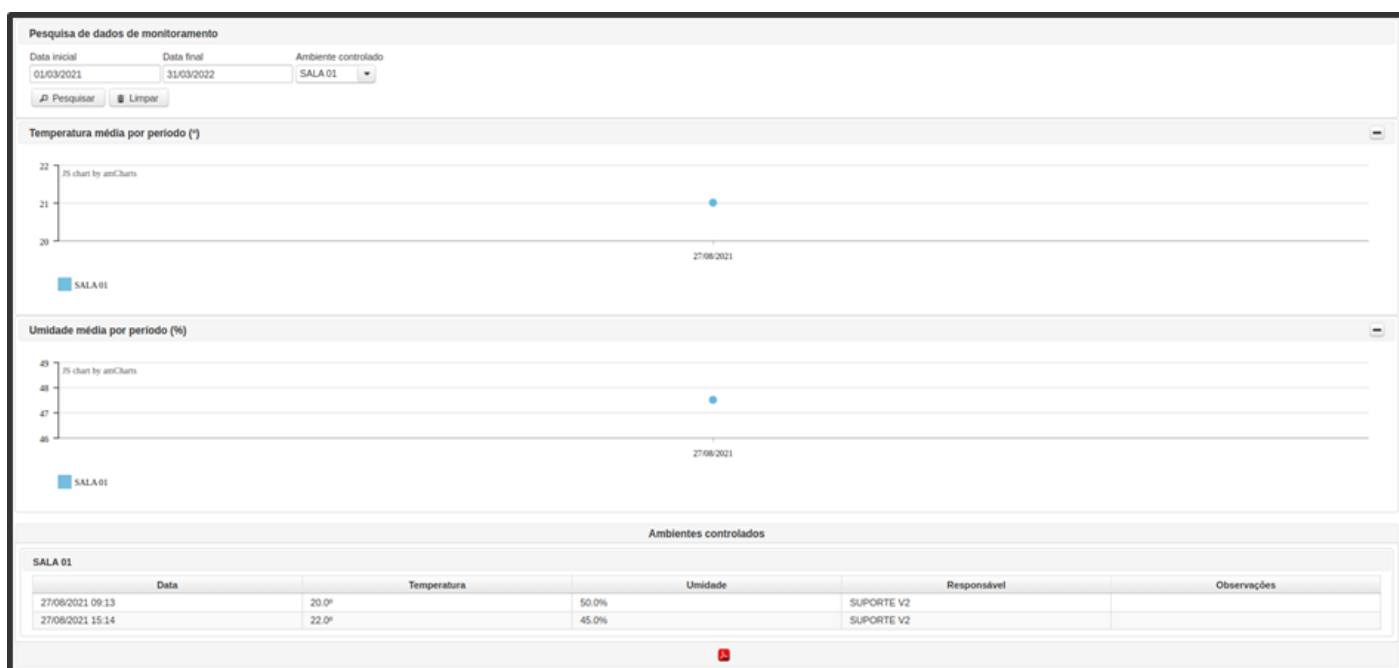 Pesquisa de dados de monitoramento
Data inicial Data final Ambiente controlado
01/03/2021 31/03/2022 SALA 01
Pesquisar Limpar
Temperatura média por período (º)
22
JS chart by amCharts
21
20
27/08/2021
SALA 01
Umidade média por período (%)
49
JS chart by amCharts
48
47
46
27/08/2021
SALA 01
Ambientes controlados
SALA 01
Data Temperatura Umidade Responsável Observações
27/08/2021 09:13 20.0º 50.0% SUPORTE V2
27/08/2021 15:14 22.0º 45.0% SUPORTE V2